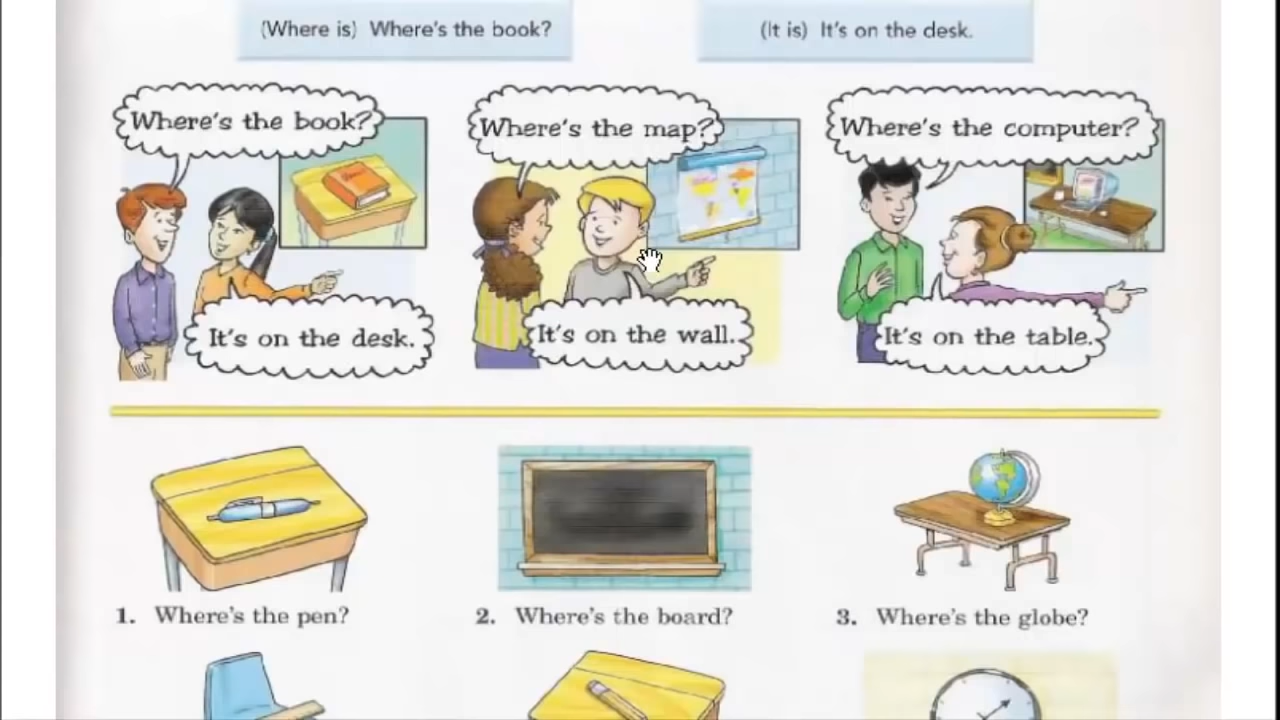 (Where is) Where's the book?
(It is) It's on the desk.
Where's the book?
It's on the desk.
Where's the map?
It's on the wall.
Where's the computer?
It's on the table.
1. Where's the pen?
2. Where's the board?
3. Where's the globe?